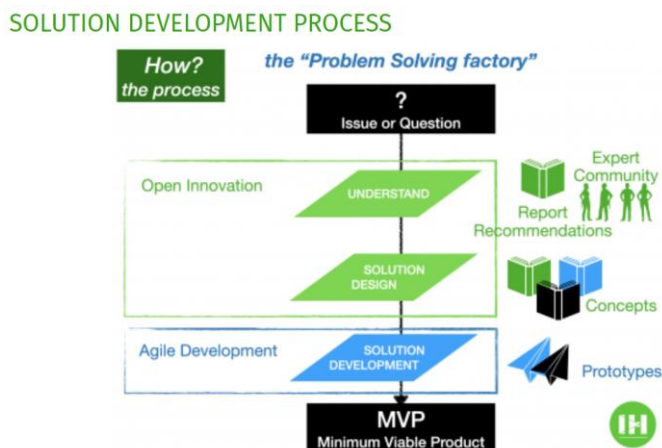 SOLUTION DEVELOPMENT PROCESS
How?
the process
the "Problem Solving factory"
?
Issue or Question
Open Innovation
UNDERSTAND
Expert
Community
Report
Recommendations
SOLUTION
DESIGN
Concepts
Agile Development
SOLUTION
DEVELOPMENT
Prototypes
MVP
Minimum Viable Product
IH